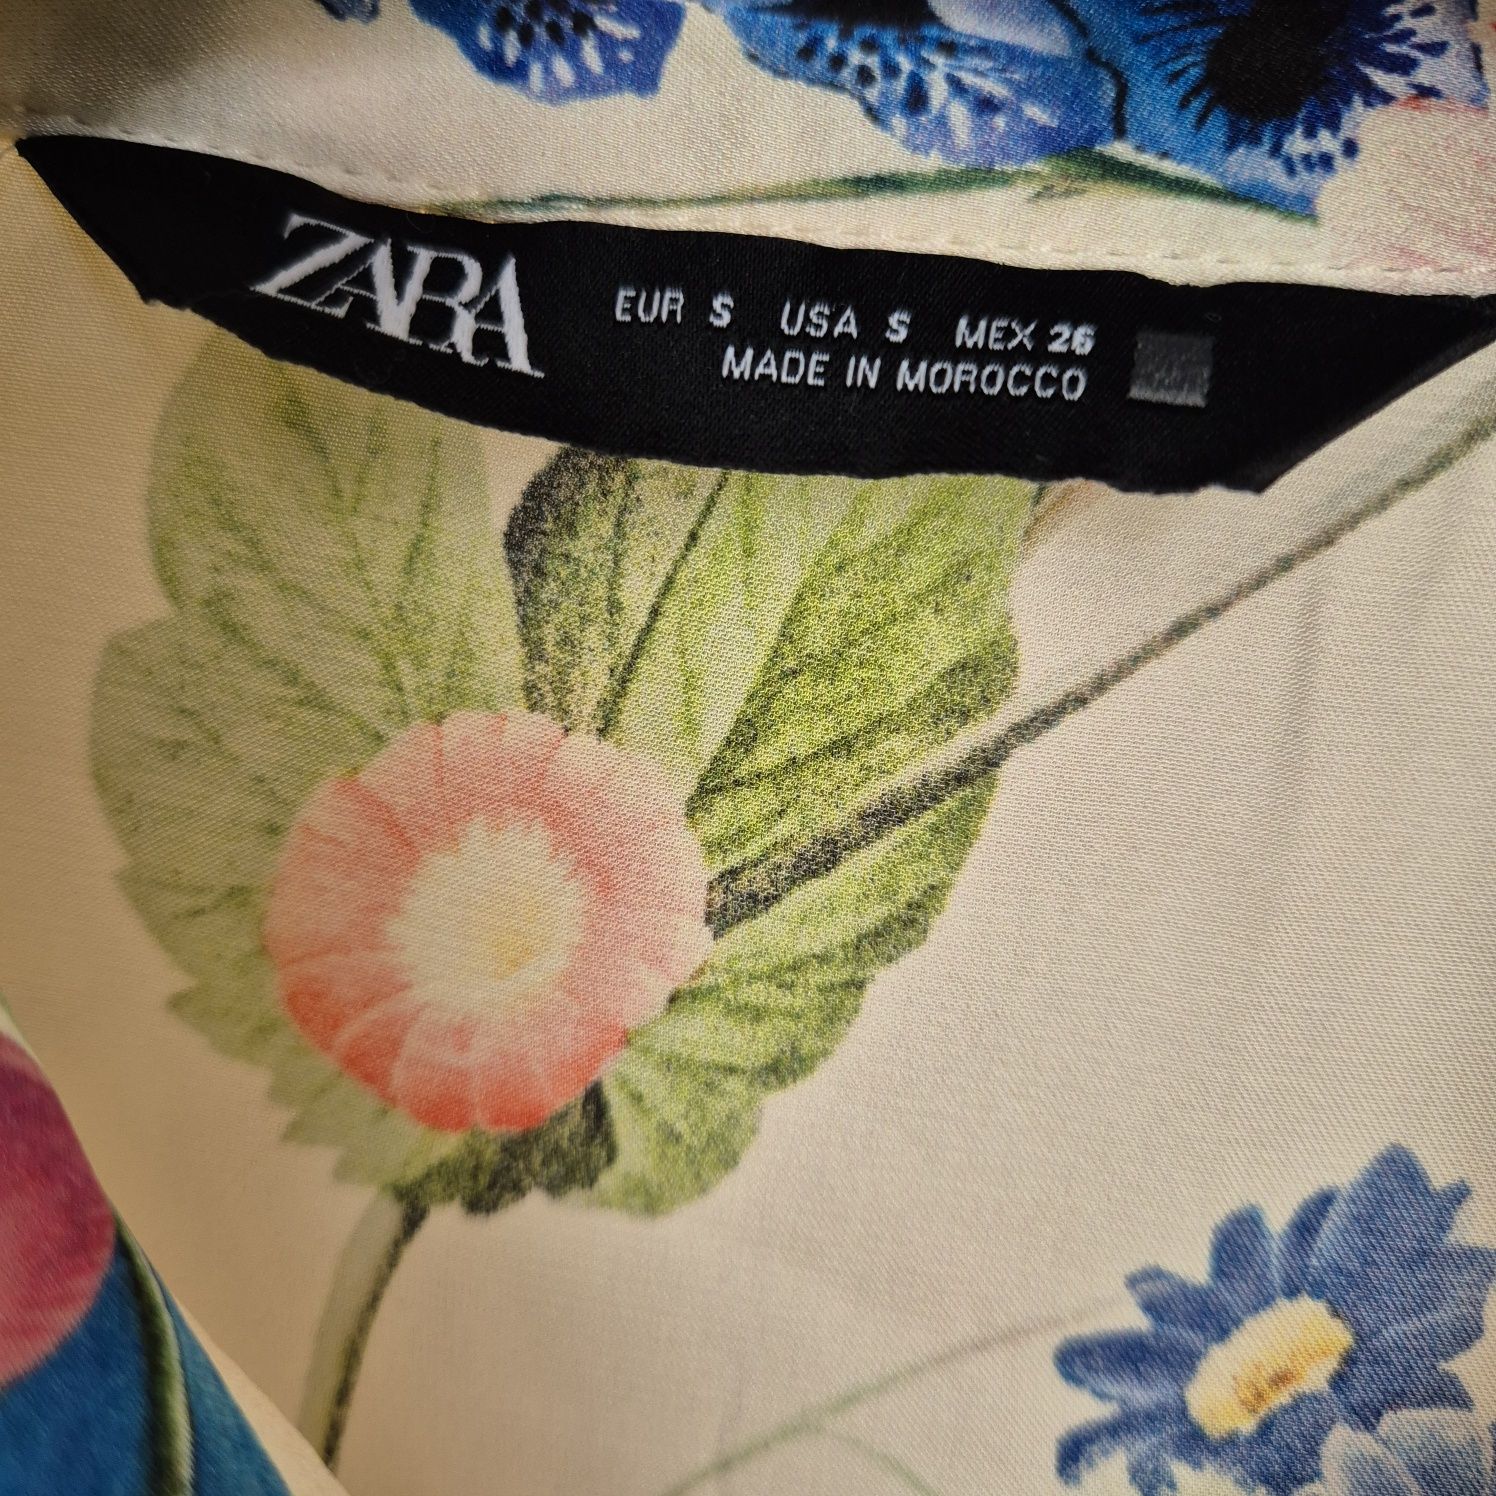 ZARA
EUR S USA S MEX 26
MADE IN MOROCCO